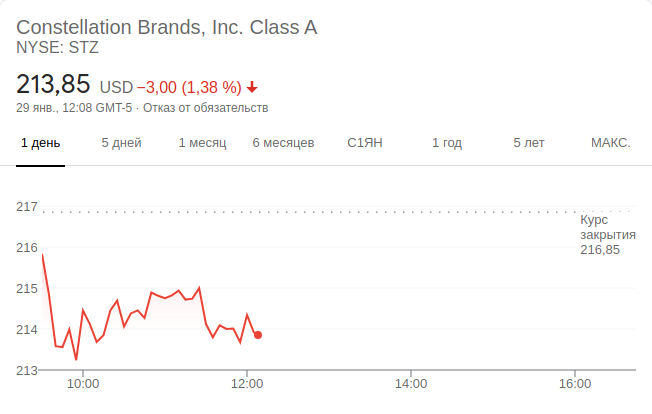 Constellation Brands, Inc. Class A
NYSE: STZ
213,85 USD −3,00 (1,38 %)
29 янв., 12:08 GMT-5 · Отказ от обязательств
1 день 5 дней 1 месяц 6 месяцев С1ЯН 1 год 5 лет МАКС.
217
Курс
закрытия
216,85
216
215
214
213
10:00 12:00 14:00 16:00